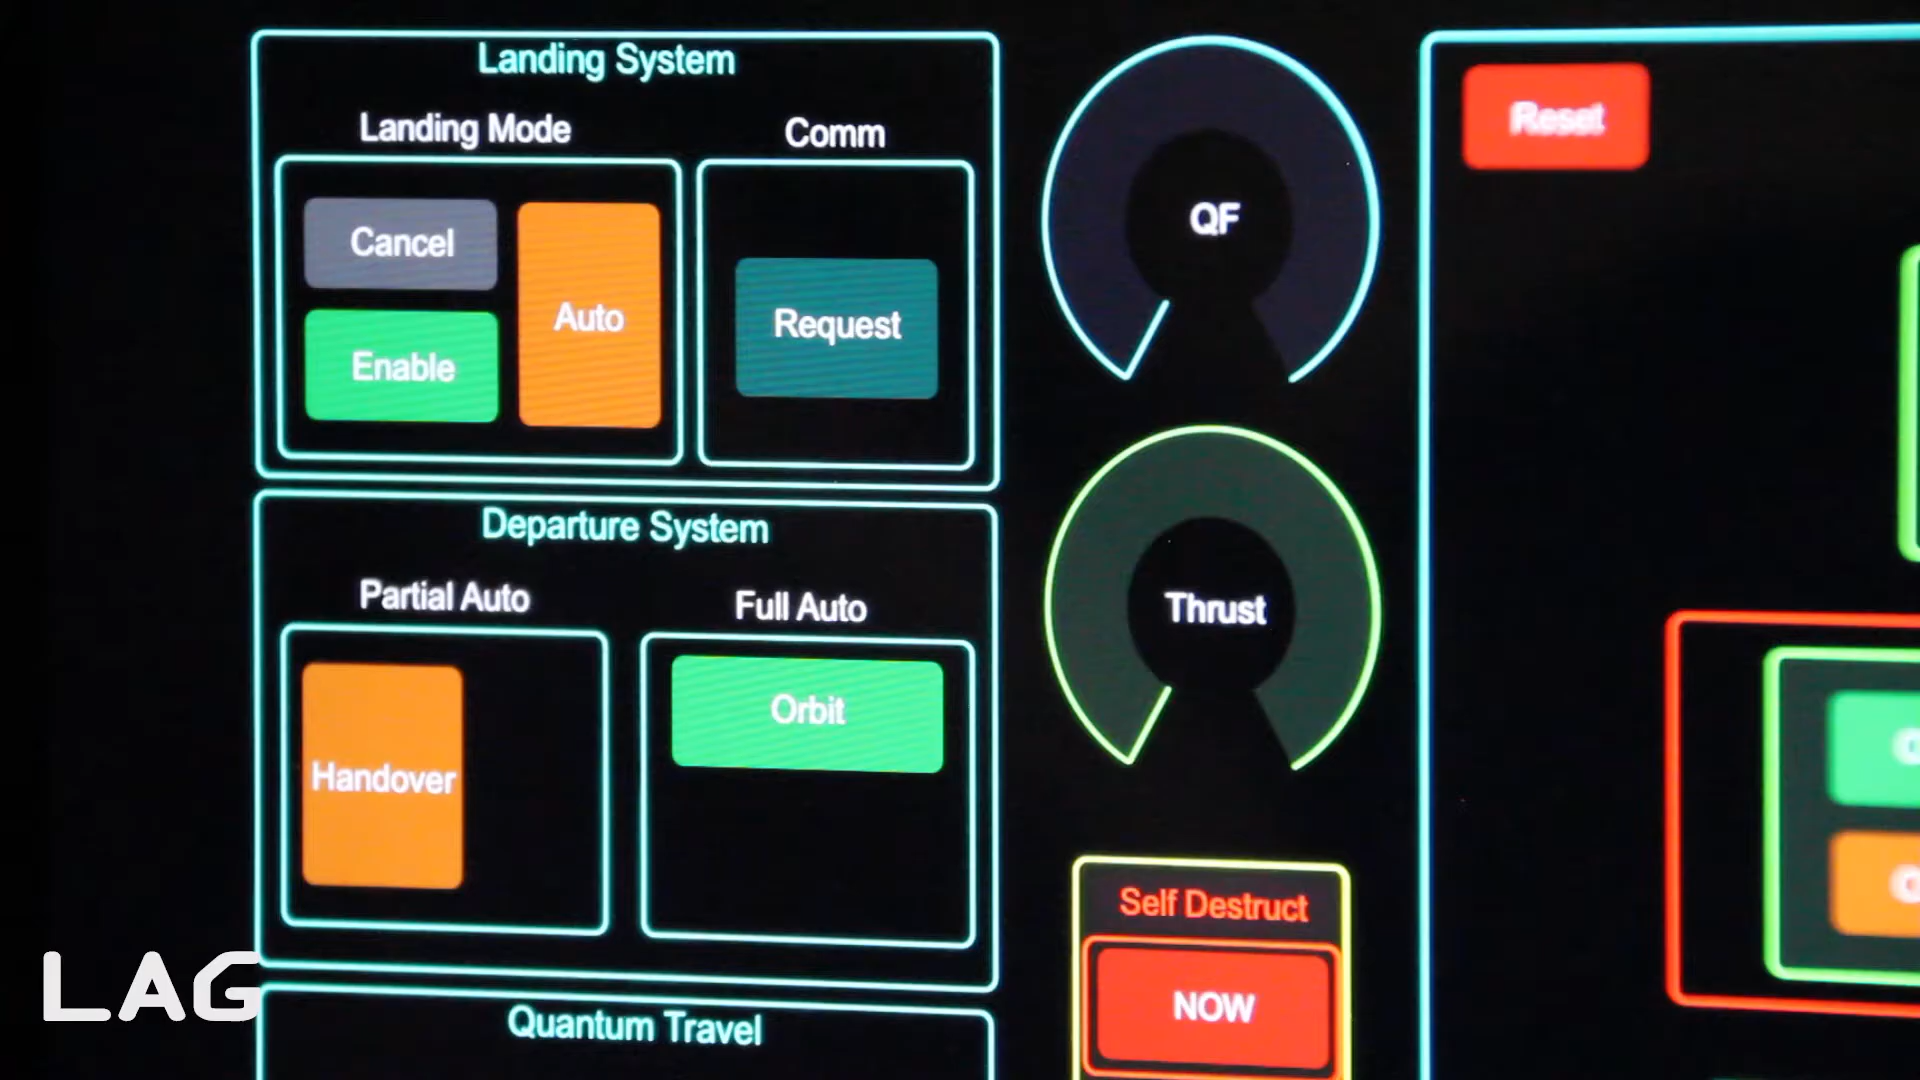 Landing System
Landing Mode
Comm
Cancel
Auto
Enable
Request
QF
Reset
Departure System
Partial Auto
Full Auto
Handover
Orbit
Thrust
Self Destruct
NOW
Quantum Travel
LAG